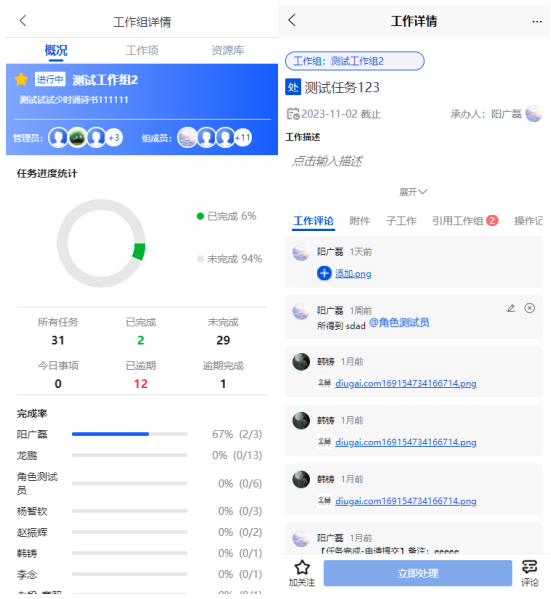 工作组详情
概况 工作项 资源库
进行中 测试工作组2
测试试试少时诵诗书111111
管理员： +3 组成员： +11
任务进度统计
已完成 6%
未完成 94%
所有任务 已完成 未完成
31 2 29
今日事项 已逾期 逾期完成
0 12 1
完成率
阳广磊 67% (2/3)
龙鹏 0% (0/13)
角色测试员 0% (0/6)
杨智钦 0% (0/3)
赵振辉 0% (0/2)
韩铸 0% (0/1)
李念 0% (0/1)
工作详情
工作组：测试工作组2
处 测试任务123
2023-11-02 截止 承办人：阳广磊
工作描述
点击输入描述
展开
工作评论 附件 子工作 引用工作组 2 操作记
阳广磊 1天前
添加.png
阳广磊 1周前
所得到 sdad @角色测试员
韩铸 1月前
diugai.com169154734166714.png
韩铸 1月前
diugai.com169154734166714.png
韩铸 1月前
diugai.com169154734166714.png
阳广磊 1月前
【任务完成-申请提交】备注：eeeee
加关注 立即处理 评论